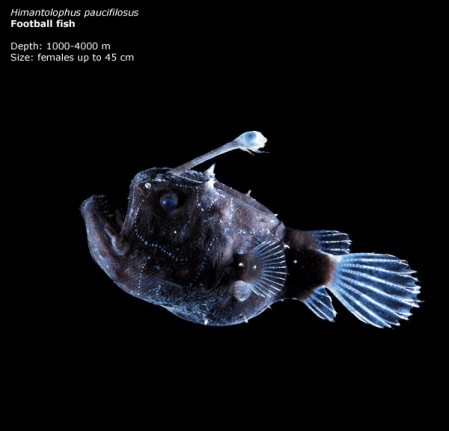 Himantolophus paucifilosus
Football fish
Depth: 1000-4000 m
Size: females up to 45 cm